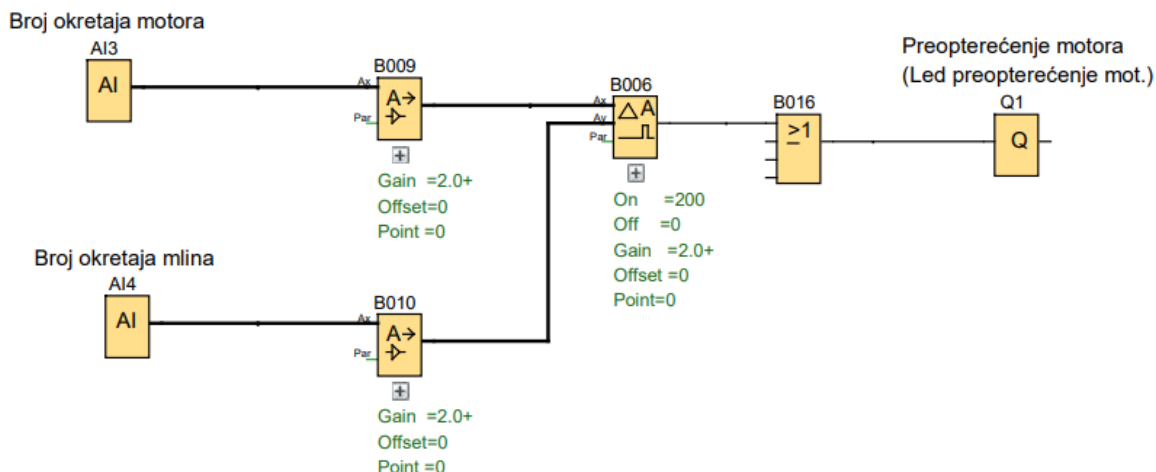 Broj okretaja motora
AI3
AI
B009
Ax
A→
Par
Gain =2.0+
Offset=0
Point =0
B006
Ax
Ay
Par
△A
On =200
Off =0
Gain =2.0+
Offset =0
Point=0
B016
≥1
Preopterećenje motora
(Led preopterećenje mot.)
Q1
Q
Broj okretaja mlina
AI4
AI
B010
Ax
A→
Par
Gain =2.0+
Offset=0
Point =0